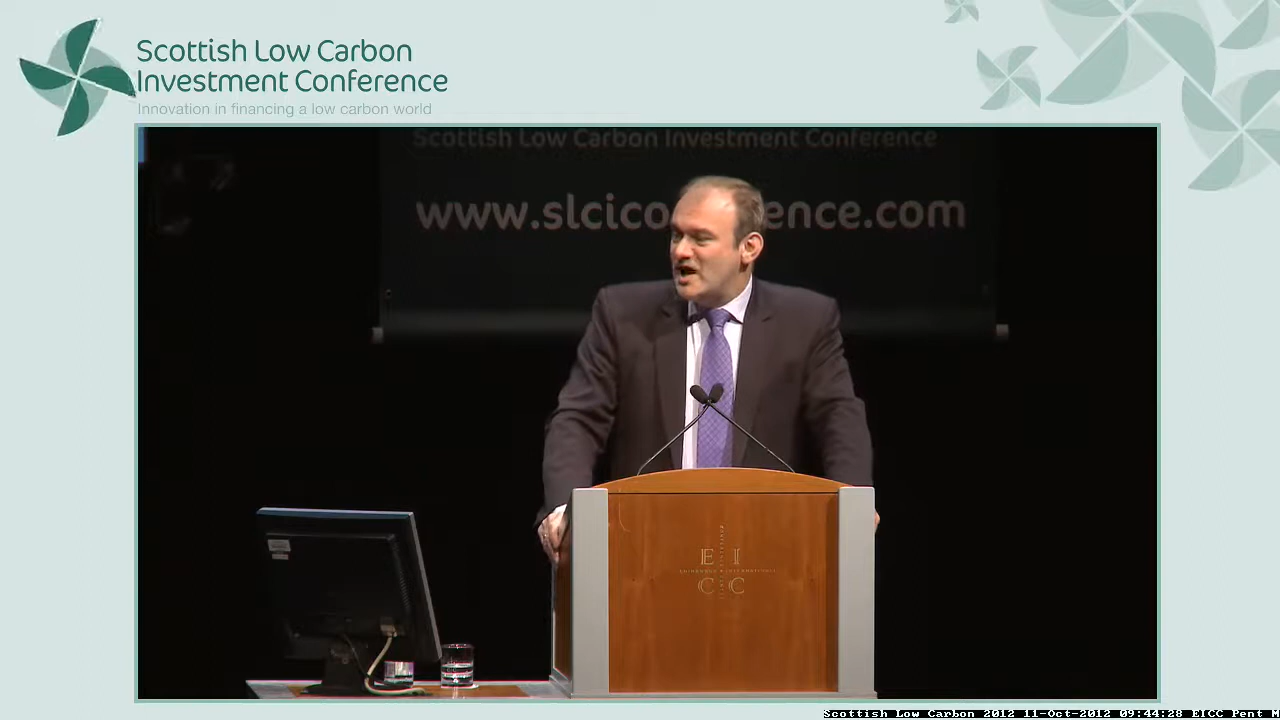 Scottish Low Carbon
Investment Conference
Innovation in financing a low carbon world
Scottish Low Carbon Investment Conference
www.slcico ence.com
E I
C C
Scottish Low Carbon 2012 11-Oct-2012 09:44:28 EICC Pent M